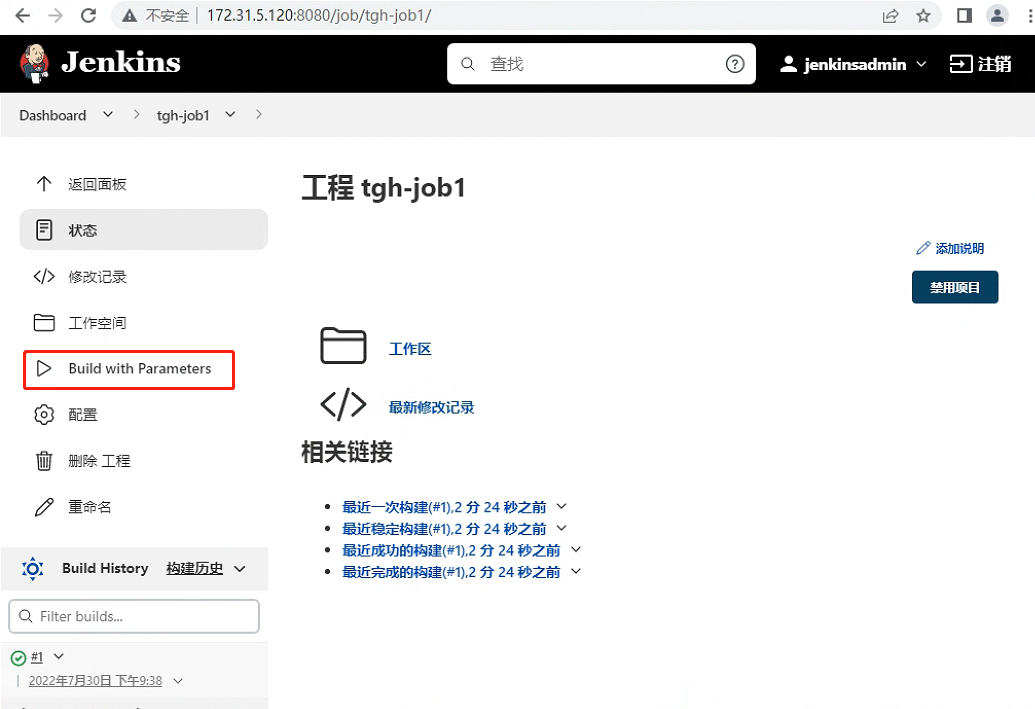 不安全 172.31.5.120:8080/job/tgh-job1/
Jenkins 查找 jenkinsadmin 注销
Dashboard tgh-job1
返回面板
状态
修改记录
工作空间
Build with Parameters
配置
删除 工程
重命名
Build History 构建历史
Filter builds...
#1
2022年7月30日 下午9:38
工程 tgh-job1
添加说明
禁用项目
工作区
最新修改记录
相关链接
最近一次构建(#1),2 分 24 秒之前
最近稳定构建(#1),2 分 24 秒之前
最近成功的构建(#1),2 分 24 秒之前
最近完成的构建(#1),2 分 24 秒之前